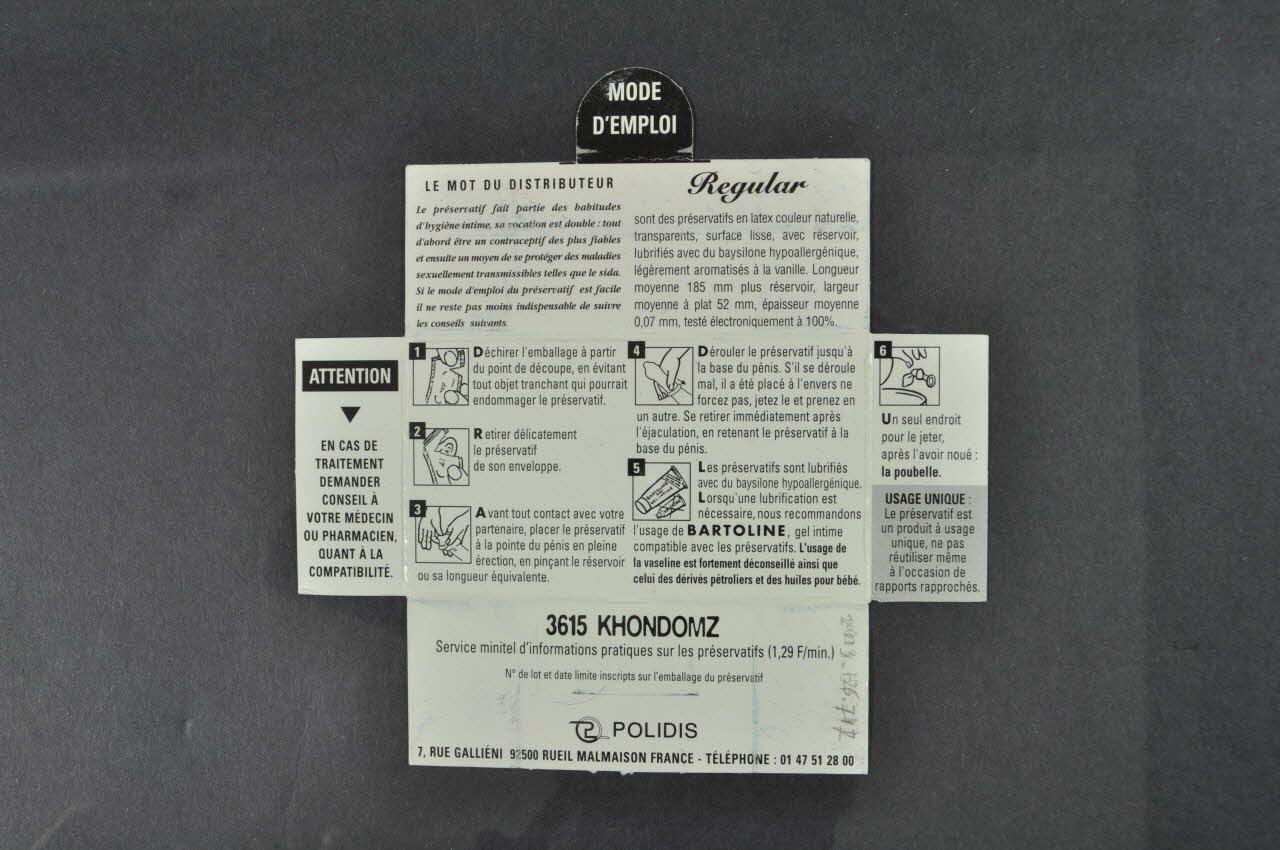 MODE
D'EMPLOI
LE MOT DU DISTRIBUTEUR
Le préservatif fait partie des habitudes
d'hygiène intime, sa vocation est double : tout
d'abord être un contraceptif des plus fiables
et ensuite un moyen de se protéger des maladies
sexuellement transmissibles telles que le sida.
Si le mode d'emploi du préservatif est facile
il ne reste pas moins indispensable de suivre
les conseils suivants.
Regular
sont des préservatifs en latex couleur naturelle,
transparents, surface lisse, avec réservoir,
lubrifiés avec du baysilone hypoallergénique,
légèrement aromatisés à la vanille. Longueur
moyenne 185 mm plus réservoir, largeur
moyenne à plat 52 mm, épaisseur moyenne
0,07 mm, testé électroniquement à 100%.
ATTENTION
EN CAS DE
TRAITEMENT
DEMANDER
CONSEIL À
VOTRE MÉDECIN
OU PHARMACIEN,
QUANT À LA
COMPATIBILITÉ.
1
Déchirer l'emballage à partir
du point de découpe, en évitant
tout objet tranchant qui pourrait
endommager le préservatif.
2
Retirer délicatement
le préservatif
de son enveloppe.
3
Avant tout contact avec votre
partenaire, placer le préservatif
à la pointe du pénis en pleine
érection, en pinçant le réservoir
ou sa longueur équivalente.
4
Dérouler le préservatif jusqu'à
la base du pénis. S'il se déroule
mal, il a été placé à l'envers ne
forcez pas, jetez le et prenez en
un autre. Se retirer immédiatement après
l'éjaculation, en retenant le préservatif à la
base du pénis.
5
Les préservatifs sont lubrifiés
avec du baysilone hypoallergénique.
Lorsqu'une lubrification est
nécessaire, nous recommandons
l'usage de BARTOLINE, gel intime
compatible avec les préservatifs. L'usage de
la vaseline est fortement déconseillé ainsi que
celui des dérivés pétroliers et des huiles pour bébé.
6
Un seul endroit
pour le jeter,
après l'avoir noué :
la poubelle.
USAGE UNIQUE :
Le préservatif est
un produit à usage
unique, ne pas
réutiliser même
à l'occasion de
rapports rapprochés.
3615 KHONDOMZ
Service minitel d'informations pratiques sur les préservatifs (1,29 F/min.)
N° de lot et date limite inscripts sur l'emballage du préservatif
POLIDIS
7, RUE GALLIÉNI 92500 RUEIL MALMAISON FRANCE - TÉLÉPHONE : 01 47 51 28 00